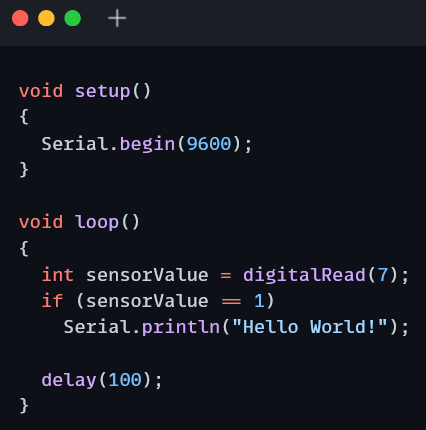 void setup()
{
  Serial.begin(9600);
}

void loop()
{
  int sensorValue = digitalRead(7);
  if (sensorValue == 1)
    Serial.println("Hello World!");

  delay(100);
}